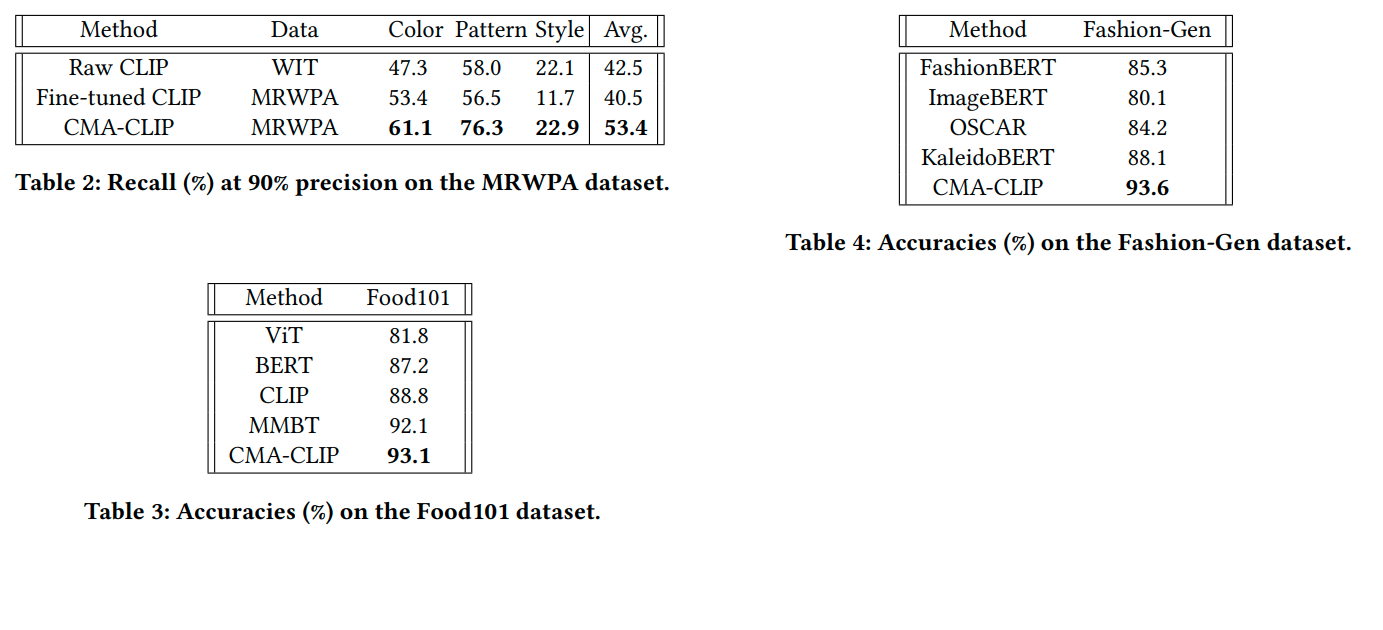 Method Data Color Pattern Style Avg.
Raw CLIP WIT 47.3 58.0 22.1 42.5
Fine-tuned CLIP MRWPA 53.4 56.5 11.7 40.5
CMA-CLIP MRWPA 61.1 76.3 22.9 53.4
Table 2: Recall (%) at 90% precision on the MRWPA dataset.
Method Food101
ViT 81.8
BERT 87.2
CLIP 88.8
MMBT 92.1
CMA-CLIP 93.1
Table 3: Accuracies (%) on the Food101 dataset.
Method Fashion-Gen
FashionBERT 85.3
ImageBERT 80.1
OSCAR 84.2
KaleidoBERT 88.1
CMA-CLIP 93.6
Table 4: Accuracies (%) on the Fashion-Gen dataset.